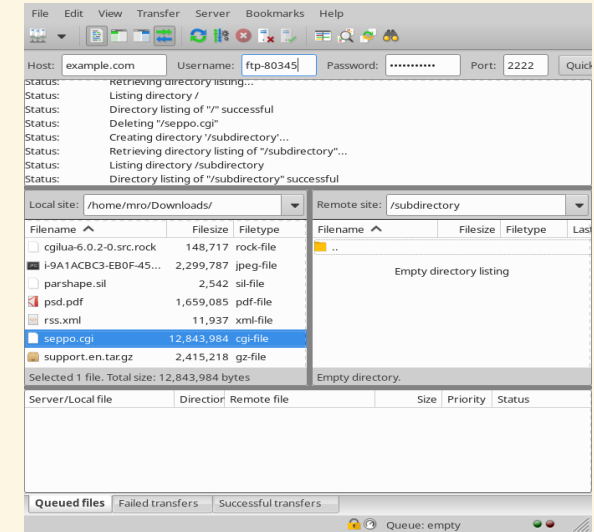 File Edit View Transfer Server Bookmarks Help
Host: example.com Username: ftp-80345 Password: ••••••••••• Port: 2222 Quick
Status: Retrieving directory listing...
Status: Listing directory /
Status: Directory listing of "/" successful
Status: Deleting "/seppo.cgi"
Status: Creating directory '/subdirectory'...
Status: Retrieving directory listing of "/subdirectory"...
Status: Listing directory /subdirectory
Status: Directory listing of "/subdirectory" successful
Local site: /home/mro/Downloads/ Remote site: /subdirectory
Filename Filesize Filetype Filename Filesize Filetype Last
cgilua-6.0.2-0.src.rock 148,717 rock-file ..
i-9A1ACBC3-EB0F-45... 2,299,787 jpeg-file
Empty directory listing
parshape.sil 2,542 sil-file
psd.pdf 1,659,085 pdf-file
rss.xml 11,937 xml-file
seppo.cgi 12,843,984 cgi-file
support.en.tar.gz 2,415,218 gz-file
Selected 1 file. Total size: 12,843,984 bytes Empty directory.
Server/Local file Direction Remote file Size Priority Status
Queued files Failed transfers Successful transfers
Queue: empty